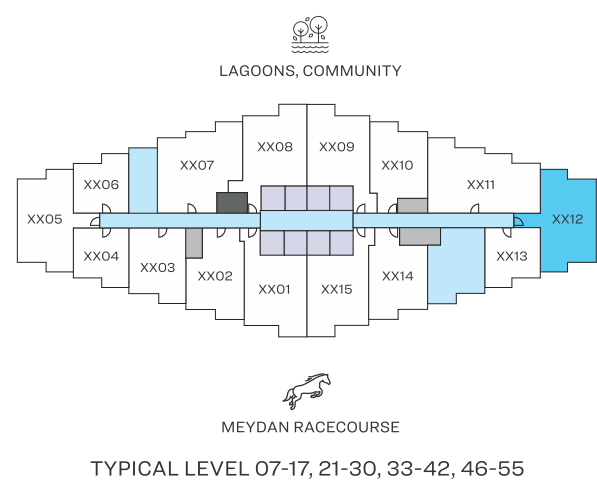 LAGOONS, COMMUNITY
XX08 XX09
XX07 XX10
XX06 XX11
XX05 XX12
XX04 XX13
XX03 XX02 XX14
XX01 XX15
MEYDAN RACECOURSE
TYPICAL LEVEL 07-17, 21-30, 33-42, 46-55